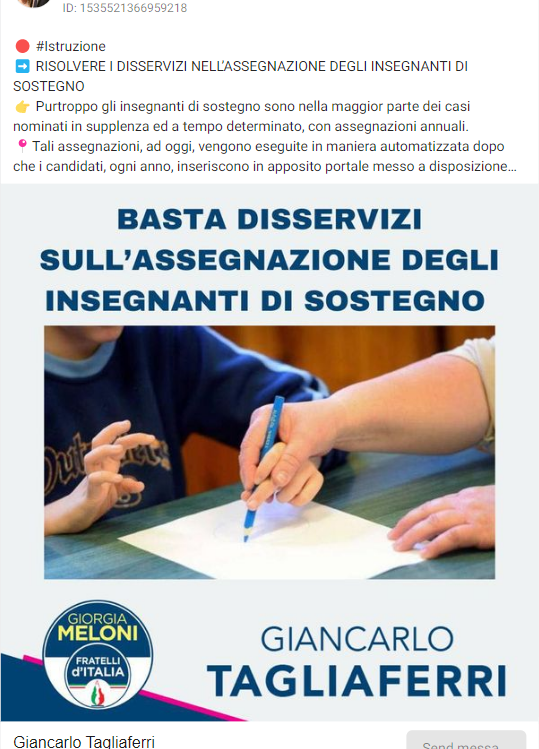 ID: 1535521366959218
🔴 #Istruzione
➡️ RISOLVERE I DISSERVIZI NELL'ASSEGNAZIONE DEGLI INSEGNANTI DI
SOSTEGNO
👉 Purtroppo gli insegnanti di sostegno sono nella maggior parte dei casi
nominati in supplenza ed a tempo determinato, con assegnazioni annuali.
📍Tali assegnazioni, ad oggi, vengono eseguite in maniera automatizzata dopo
che i candidati, ogni anno, inseriscono in apposito portale messo a disposizione...
BASTA DISSERVIZI
SULL'ASSEGNAZIONE DEGLI
INSEGNANTI DI SOSTEGNO
GIORGIA
MELONI
FRATELLI
d'ITALIA
GIANCARLO
TAGLIAFERRI
Giancarlo Tagliaferri
Send messa...